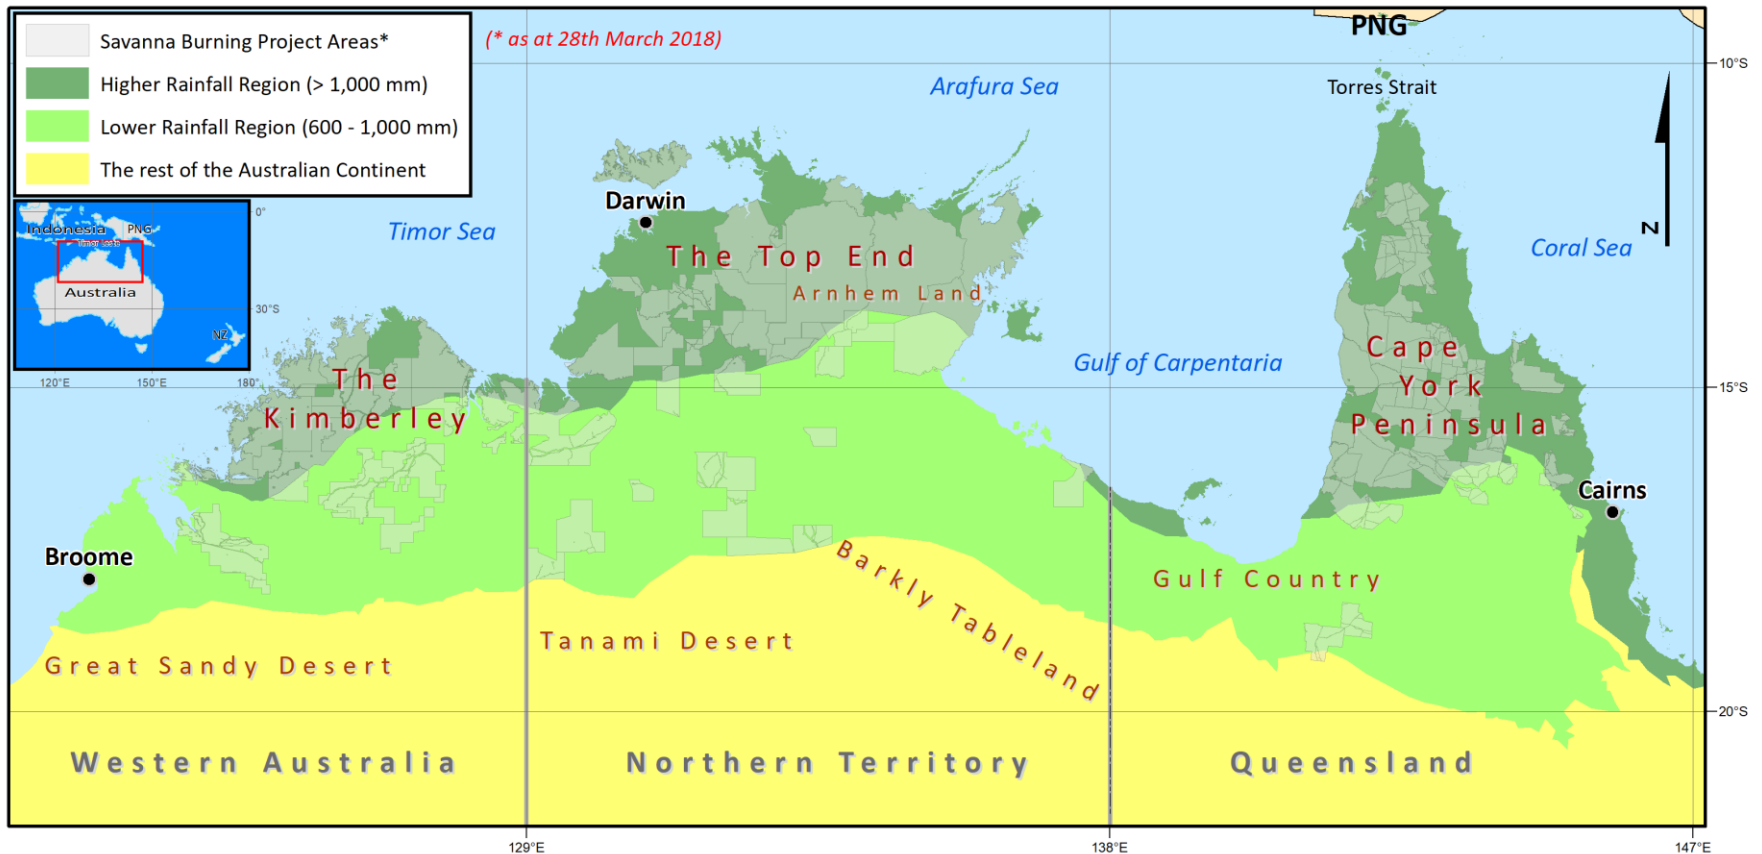 Savanna Burning Project Areas*
Higher Rainfall Region (> 1,000 mm)
Lower Rainfall Region (600 - 1,000 mm)
The rest of the Australian Continent
(* as at 28th March 2018)
PNG
10°S
Arafura Sea
Torres Strait
Darwin
Timor Sea
N
Coral Sea
The Top End
Arnhem Land
Indonesia
PNG
Timor Leste
Australia
NZ
0°
30°S
120°E
150°E
180°
Gulf of Carpentaria
Cape
York
Peninsula
15°S
The
Kimberley
Cairns
Broome
Barkly Tableland
Gulf Country
Tanami Desert
Great Sandy Desert
20°S
Western Australia
Northern Territory
Queensland
129°E
138°E
147°E